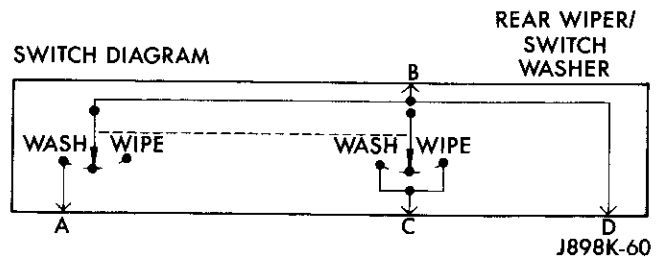 REAR WIPER/
SWITCH
WASHER
SWITCH DIAGRAM
B
WASH WIPE
WASH WIPE
A
C
D
J898K-60